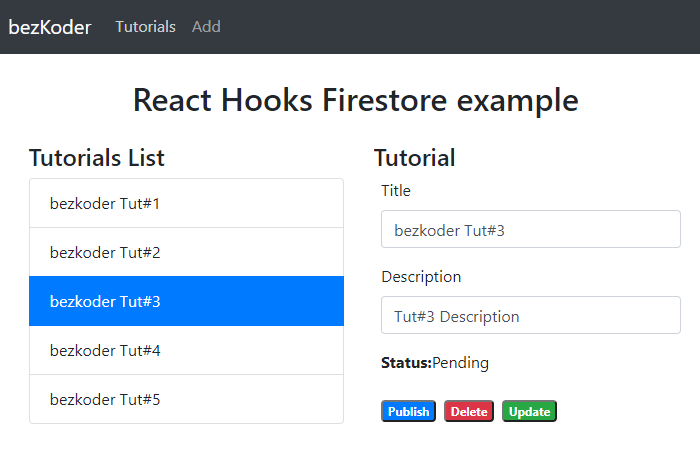 bezKoder Tutorials Add
React Hooks Firestore example
Tutorials List
bezkoder Tut#1
bezkoder Tut#2
bezkoder Tut#3
bezkoder Tut#4
bezkoder Tut#5
Tutorial
Title
bezkoder Tut#3
Description
Tut#3 Description
Status:Pending
Publish Delete Update